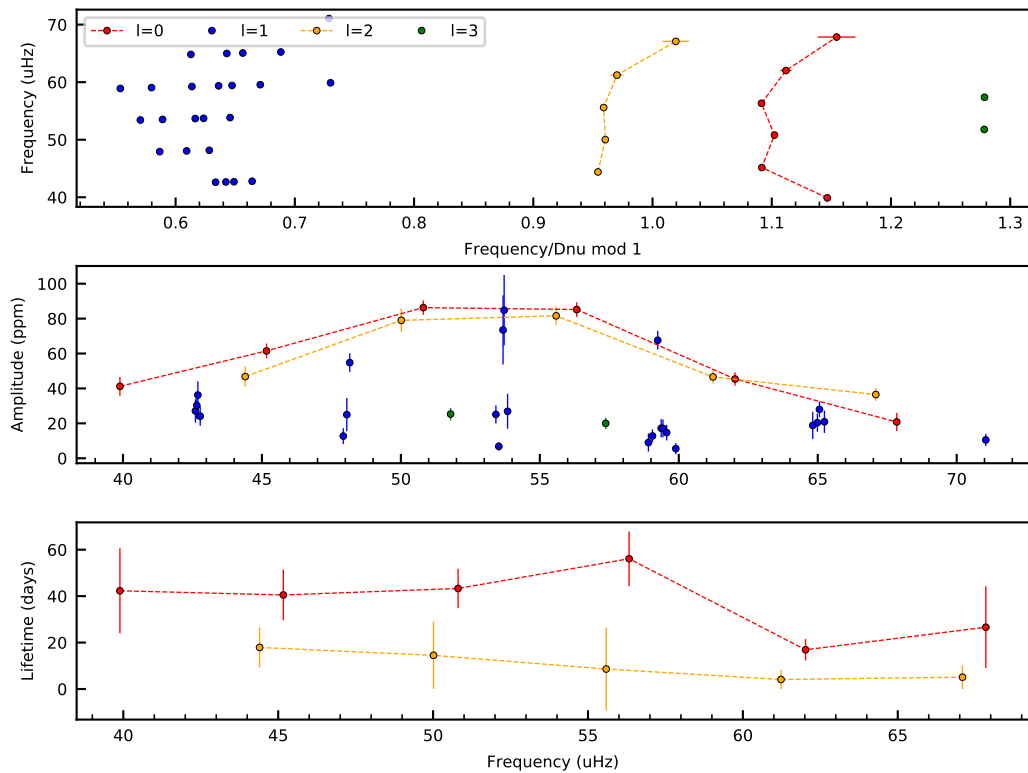 l=0 l=1 l=2 l=3
Frequency (uHz)
70
60
50
40
0.6 0.7 0.8 0.9 1.0 1.1 1.2 1.3
Frequency/Dnu mod 1
Amplitude (ppm)
100
80
60
40
20
0
40 45 50 55 60 65 70
Lifetime (days)
60
40
20
0
40 45 50 55 60 65
Frequency (uHz)